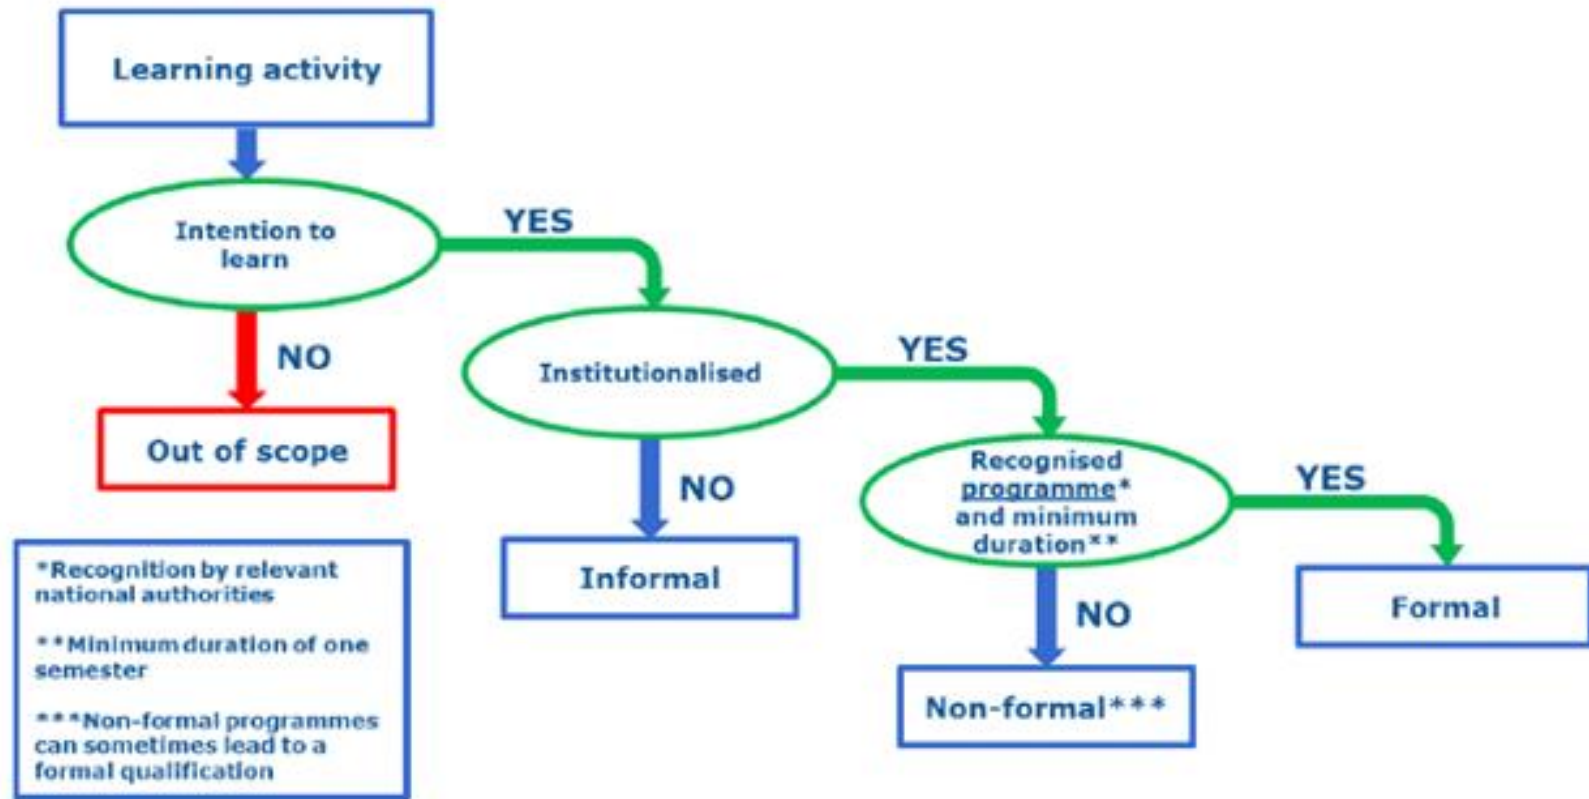 Learning activity
Intention to
learn
YES
NO
Out of scope
Institutionalised
YES
NO
Informal
Recognised
programme*
and minimum
duration**
YES
NO
Formal
Non-formal***
*Recognition by relevant
national authorities
**Minimum duration of one
semester
***Non-formal programmes
can sometimes lead to a
formal qualification